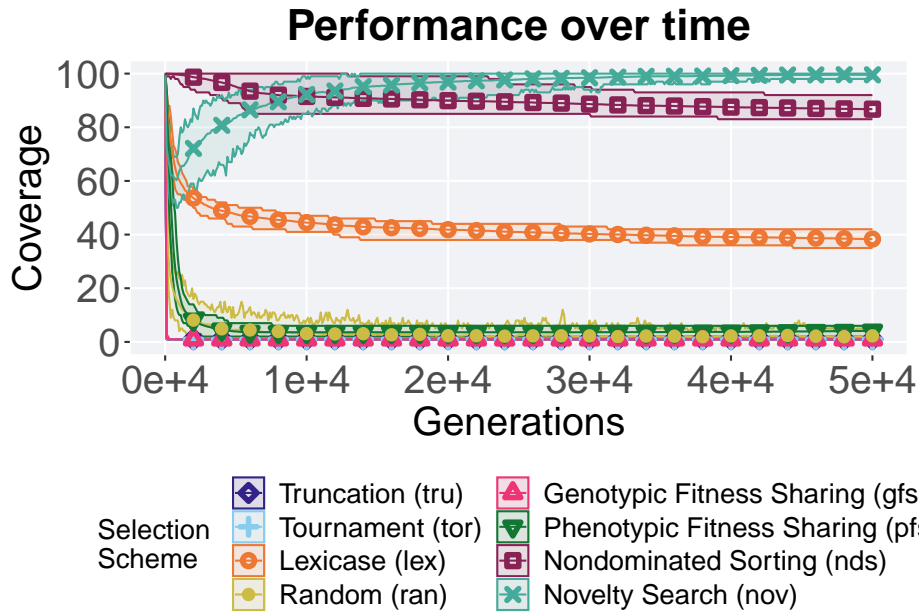 Performance over time
100
80
60
40
20
0
Coverage
0e+4 1e+4 2e+4 3e+4 4e+4 5e+4
Generations
Selection
Scheme
Truncation (tru)
Tournament (tor)
Lexicase (lex)
Random (ran)
Genotypic Fitness Sharing (gfs
Phenotypic Fitness Sharing (pfs
Nondominated Sorting (nds)
Novelty Search (nov)